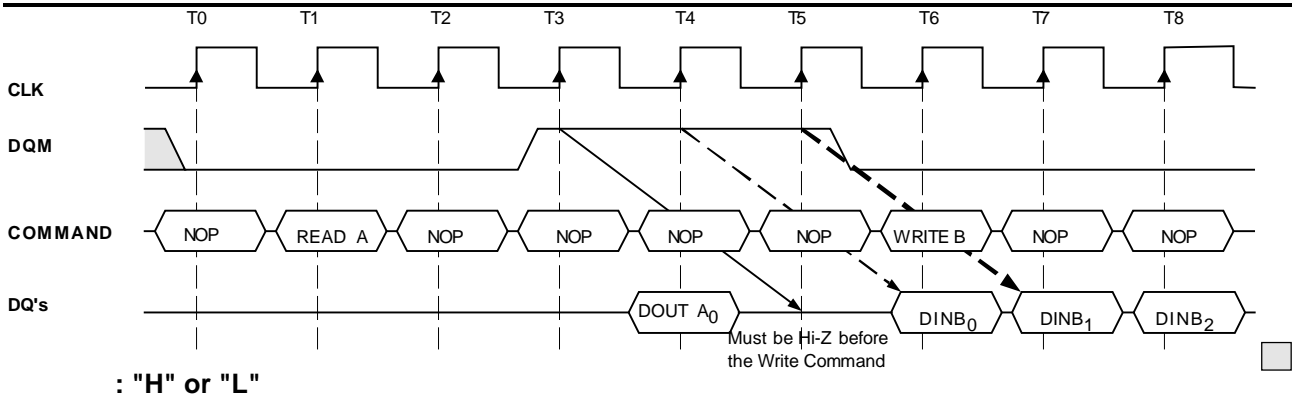 T0 T1 T2 T3 T4 T5 T6 T7 T8
CLK
DQM
COMMAND NOP READ A NOP NOP NOP NOP WRITE B NOP NOP
DQ's DOUT A0 DINB0 DINB1 DINB2
Must be Hi-Z before
the Write Command
: "H" or "L"